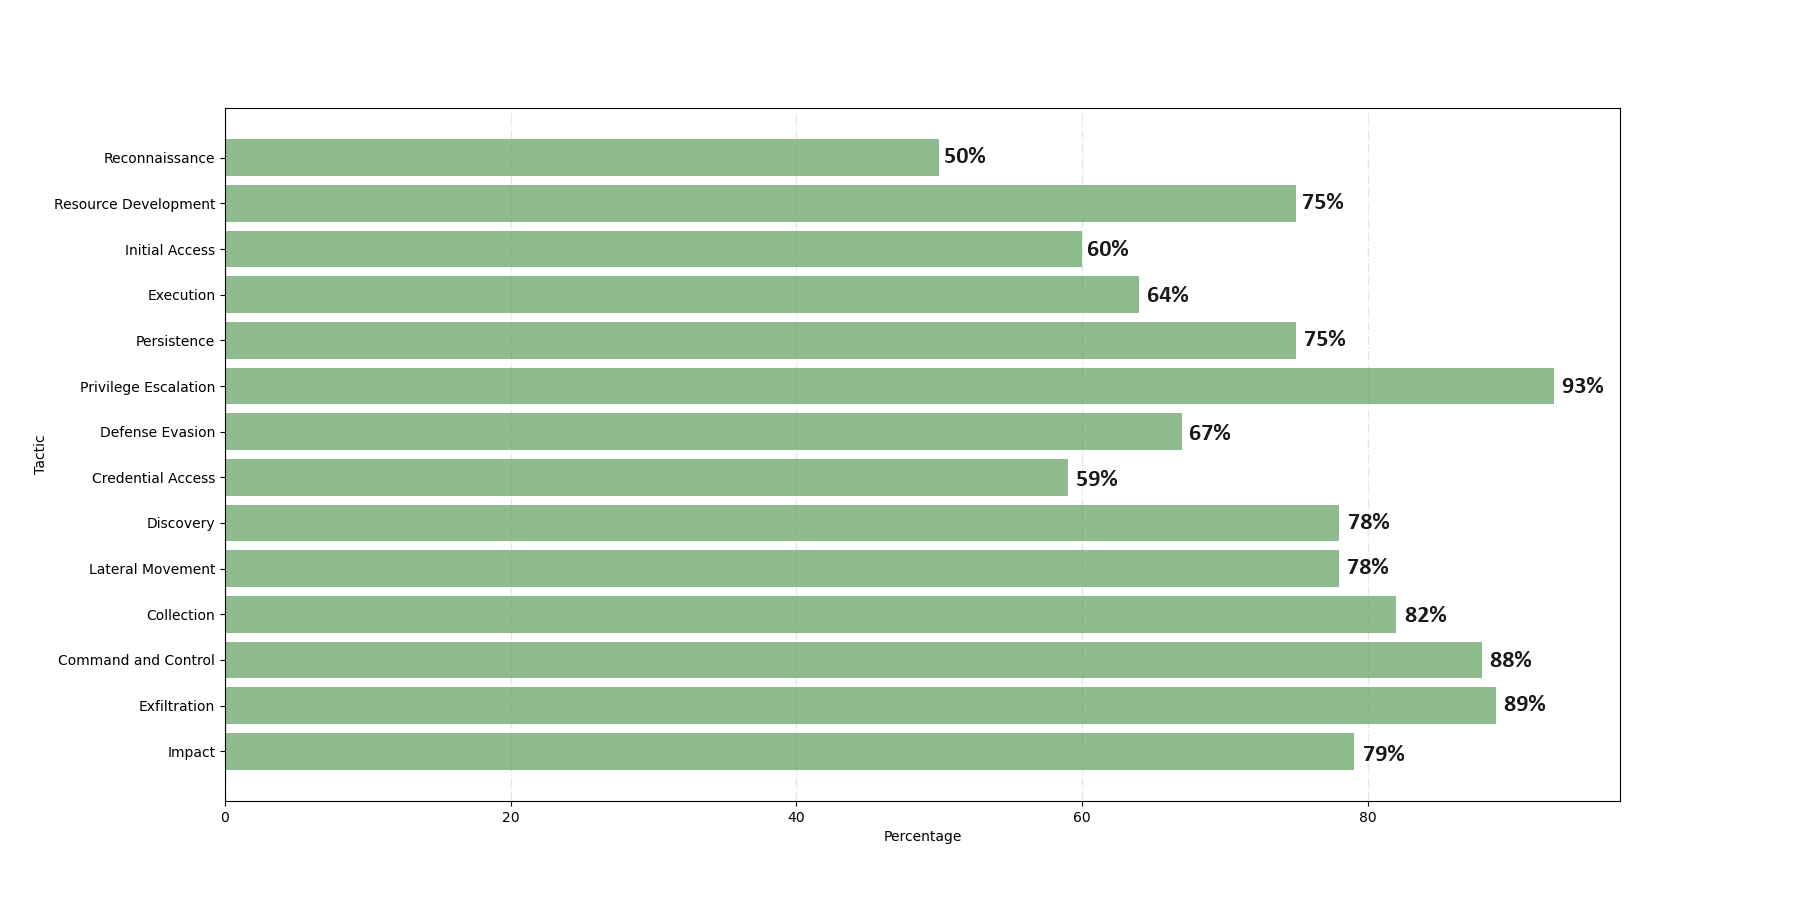 Reconnaissance 50%
Resource Development 75%
Initial Access 60%
Execution 64%
Persistence 75%
Privilege Escalation 93%
Defense Evasion 67%
Credential Access 59%
Discovery 78%
Lateral Movement 78%
Collection 82%
Command and Control 88%
Exfiltration 89%
Impact 79%
Tactic
0 20 40 60 80
Percentage